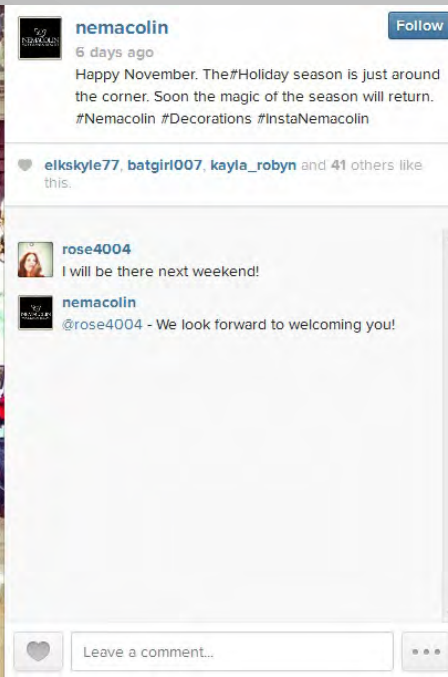 nemacolin
Follow
6 days ago
Happy November. The#Holiday season is just around
the corner. Soon the magic of the season will return.
#Nemacolin #Decorations #InstaNemacolin
elkskyle77, batgirl007, kayla_robyn and 41 others like
this.
rose4004
I will be there next weekend!
nemacolin
@rose4004 - We look forward to welcoming you!
Leave a comment...